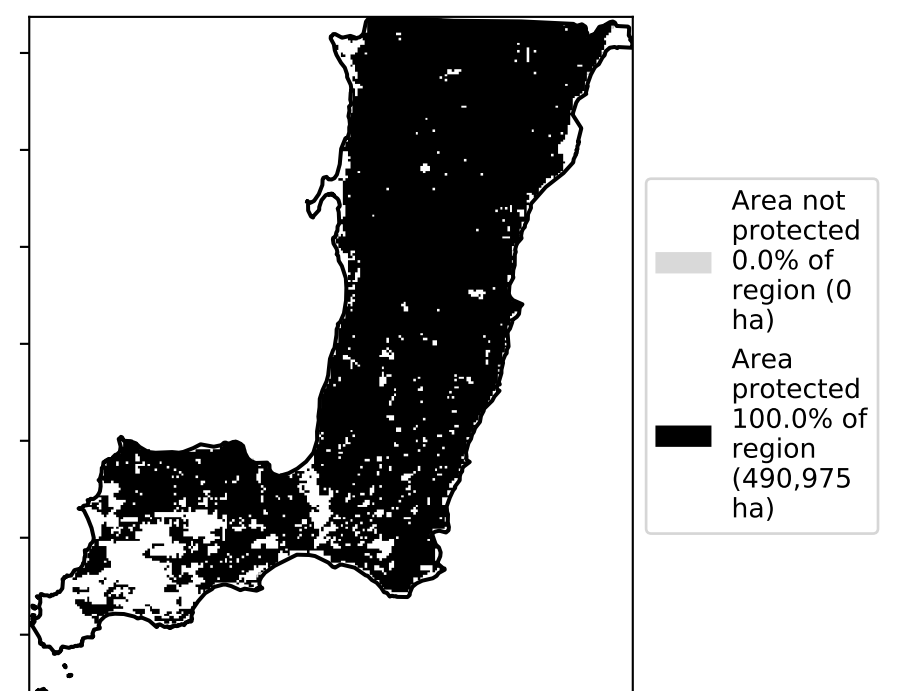 Area not
protected
0.0% of
region (0
ha)
Area
protected
100.0% of
region
(490,975
ha)